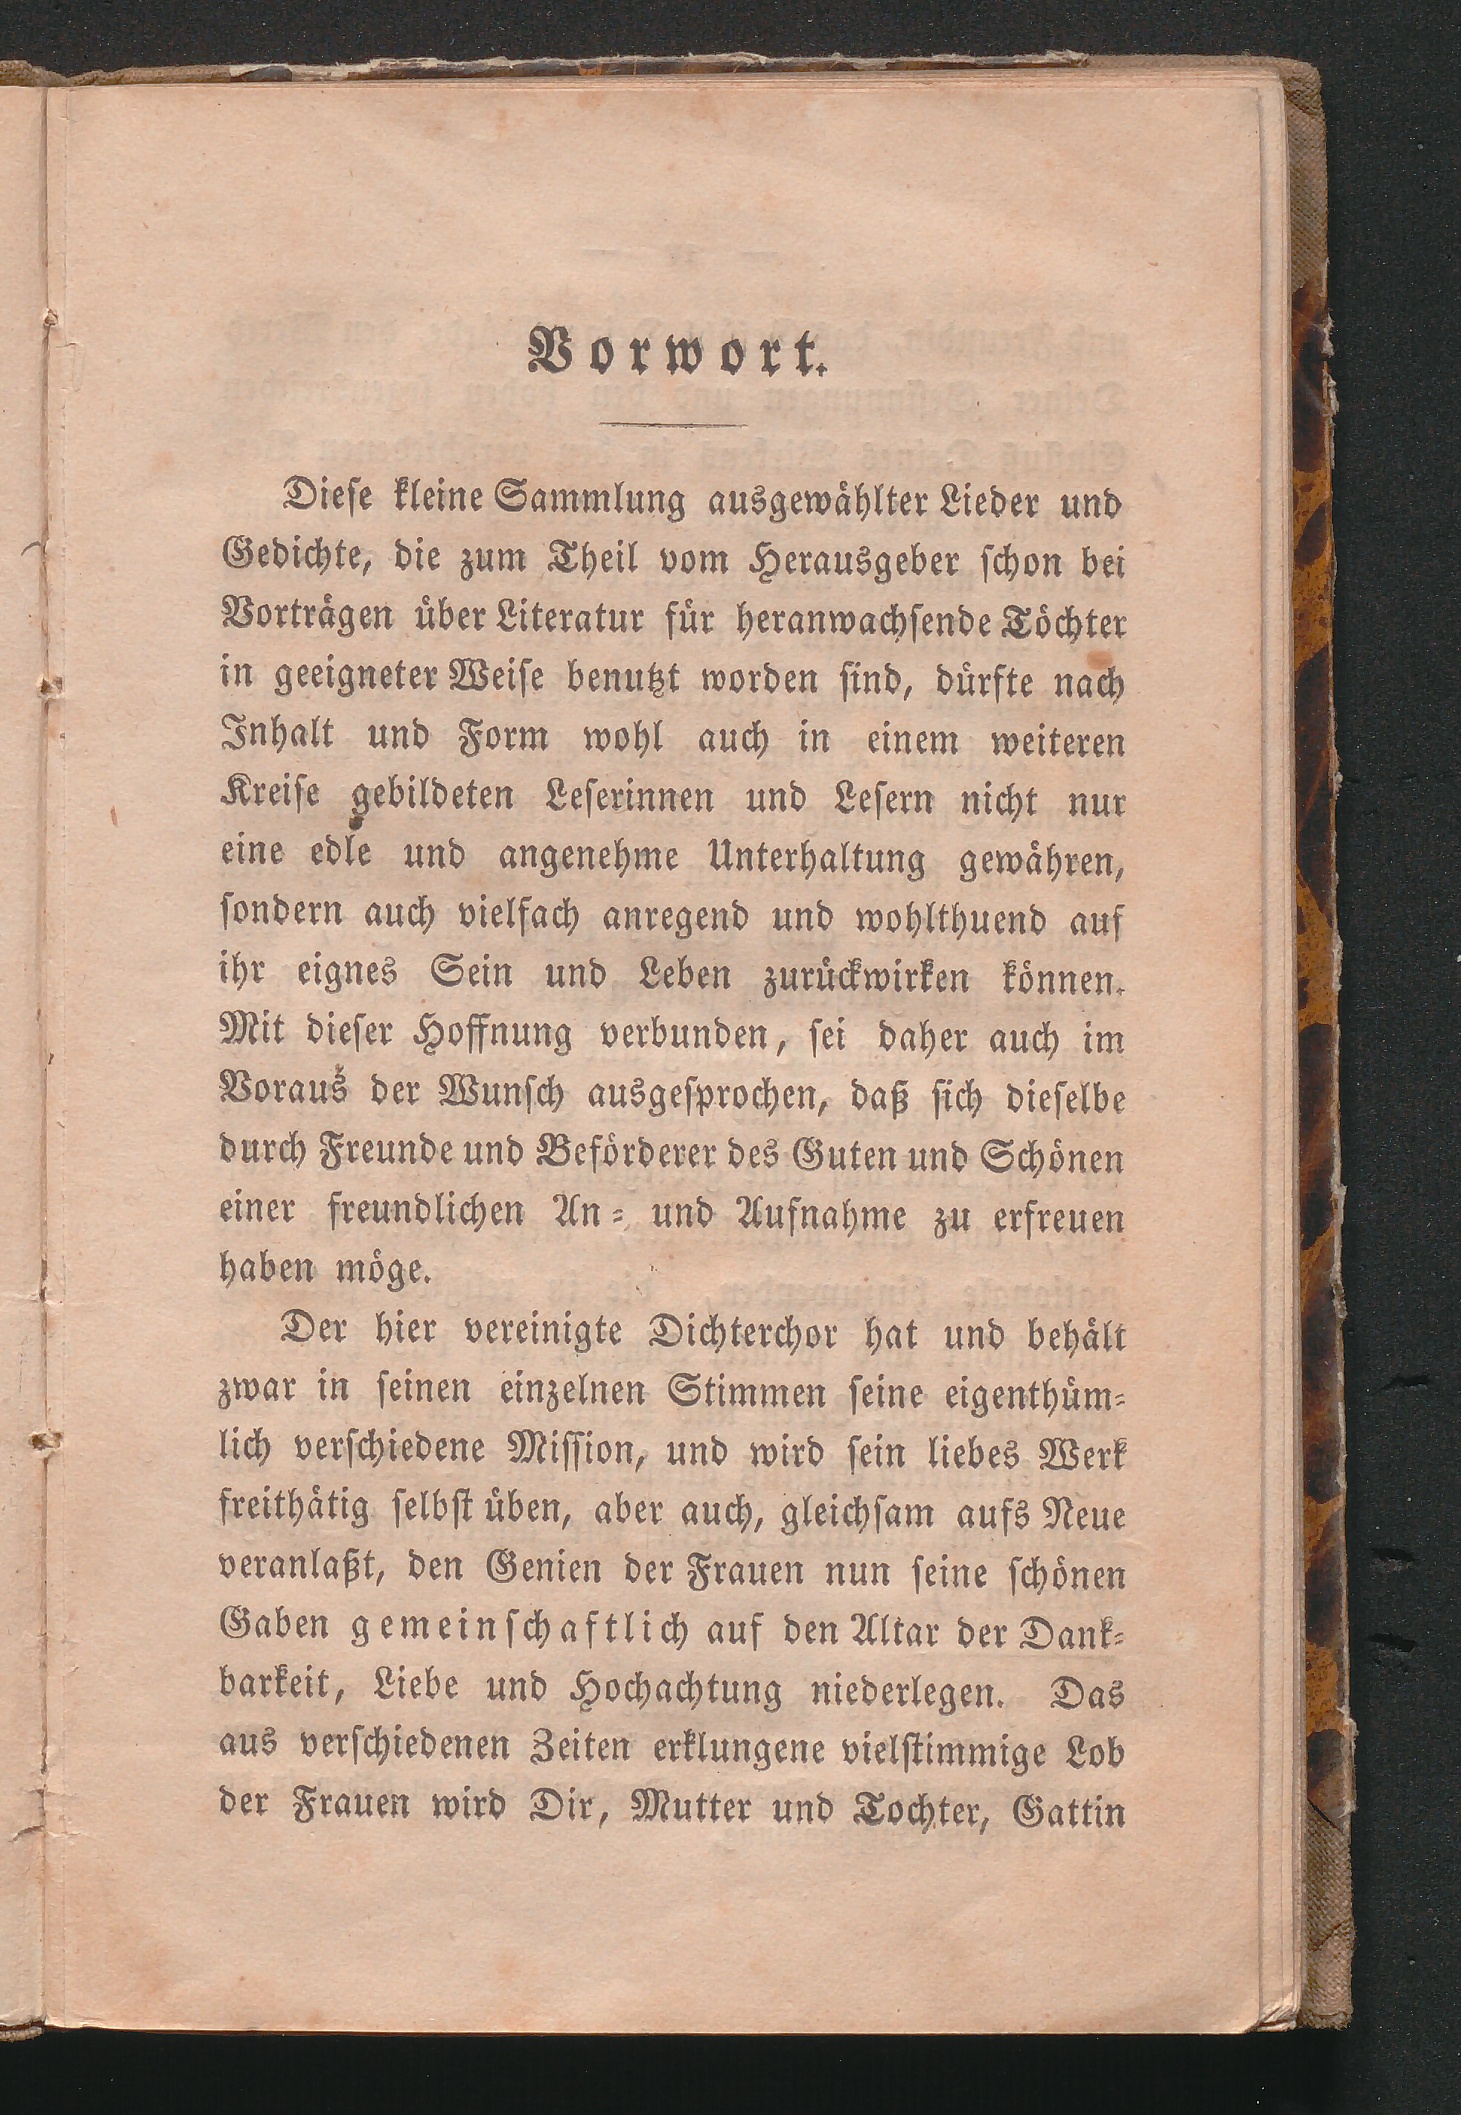 Vorwort.
Diese kleine Sammlung ausgewählter Lieder und
Gedichte, die zum Theil vom Herausgeber schon bei
Vorträgen über Literatur für heranwachsende Töchter
in geeigneter Weise benutzt worden sind, dürfte nach
Inhalt und Form wohl auch in einem weiteren
Kreise gebildeten Leserinnen und Lesern nicht nur
eine edle und angenehme Unterhaltung gewähren,
sondern auch vielfach anregend und wohlthuend auf
ihr eignes Sein und Leben zurückwirken können.
Mit dieser Hoffnung verbunden, sei daher auch im
Voraus der Wunsch ausgesprochen, daß sich dieselbe
durch Freunde und Beförderer des Guten und Schönen
einer freundlichen An- und Aufnahme zu erfreuen
haben möge.
Der hier vereinigte Dichterchor hat und behält
zwar in seinen einzelnen Stimmen seine eigenthüm-
lich verschiedene Mission, und wird sein liebes Werk
freithätig selbst üben, aber auch, gleichsam aufs Neue
veranlaßt, den Genien der Frauen nun seine schönen
Gaben gemeinschaftlich auf den Altar der Dank-
barkeit, Liebe und Hochachtung niederlegen. Das
aus verschiedenen Zeiten erklungene vielstimmige Lob
der Frauen wird Dir, Mutter und Tochter, Gattin